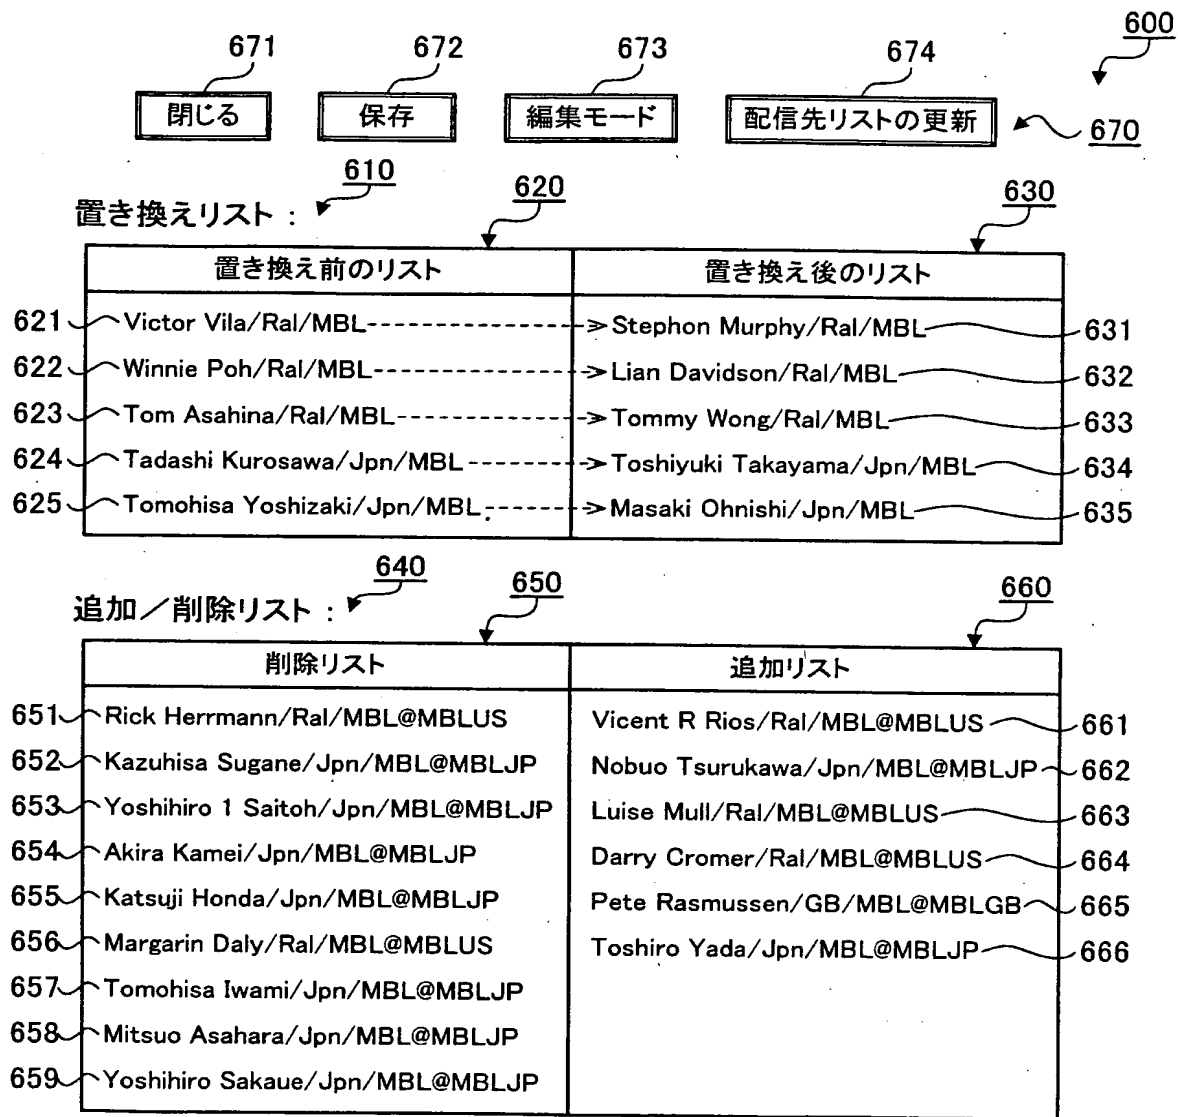 671 672 673 674 600
閉じる 保存 編集モード 配信先リストの更新 670
置き換えリスト： 610 620 630
置き換え前のリスト 置き換え後のリスト
621 Victor Vila/Ral/MBL Stephon Murphy/Ral/MBL 631
622 Winnie Poh/Ral/MBL Lian Davidson/Ral/MBL 632
623 Tom Asahina/Ral/MBL Tommy Wong/Ral/MBL 633
624 Tadashi Kurosawa/Jpn/MBL Toshiyuki Takayama/Jpn/MBL 634
625 Tomohisa Yoshizaki/Jpn/MBL Masaki Ohnishi/Jpn/MBL 635
追加／削除リスト： 640 650 660
削除リスト 追加リスト
651 Rick Herrmann/Ral/MBL@MBLUS Vicent R Rios/Ral/MBL@MBLUS 661
652 Kazuhisa Sugane/Jpn/MBL@MBLJP Nobuo Tsurukawa/Jpn/MBL@MBLJP 662
653 Yoshihiro 1 Saitoh/Jpn/MBL@MBLJP Luise Mull/Ral/MBL@MBLUS 663
654 Akira Kamei/Jpn/MBL@MBLJP Darry Cromer/Ral/MBL@MBLUS 664
655 Katsuji Honda/Jpn/MBL@MBLJP Pete Rasmussen/GB/MBL@MBLGB 665
656 Margarin Daly/Ral/MBL@MBLUS Toshiro Yada/Jpn/MBL@MBLJP 666
657 Tomohisa Iwami/Jpn/MBL@MBLJP
658 Mitsuo Asahara/Jpn/MBL@MBLJP
659 Yoshihiro Sakaue/Jpn/MBL@MBLJP